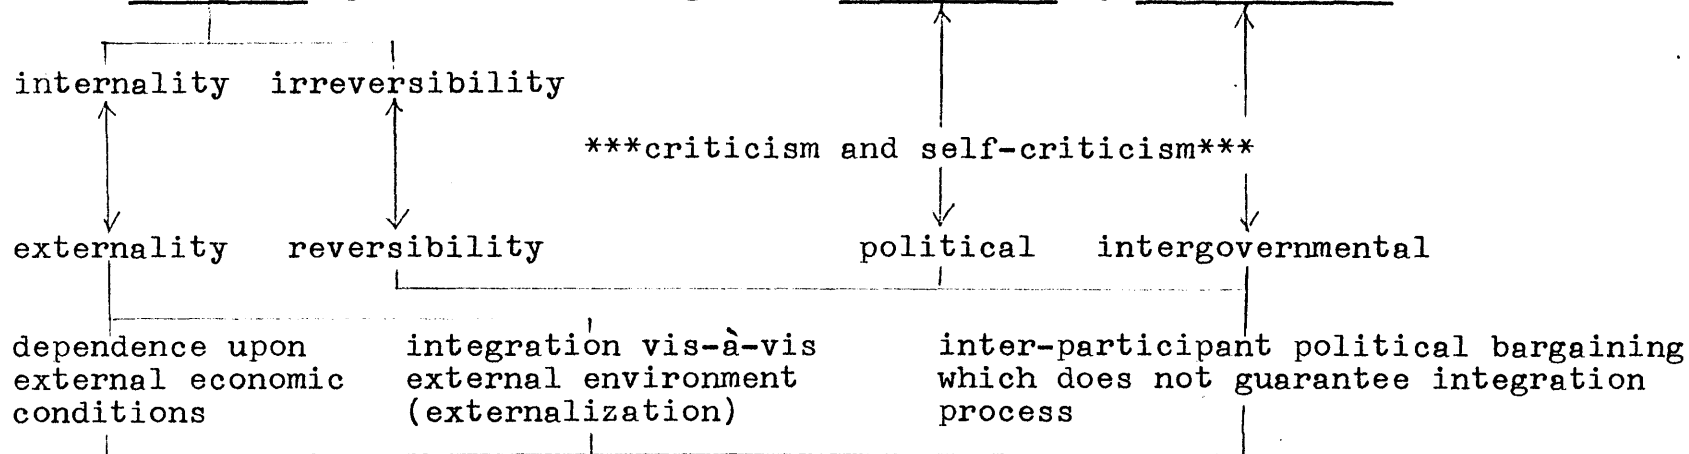 internality irreversibility
***criticism and self-criticism***
externality reversibility political intergovernmental
dependence upon integration vis-à-vis inter-participant political bargaining
external economic external environment which does not guarantee integration
conditions (externalization) process